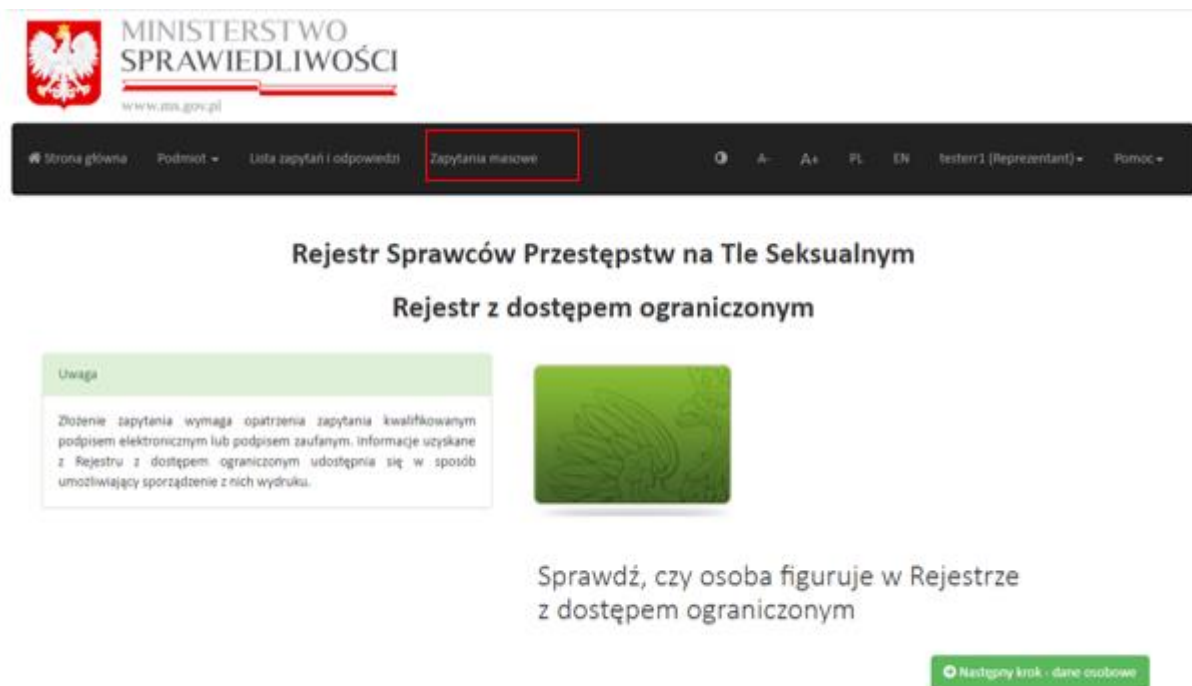 MINISTERSTWO
SPRAWIEDLIWOŚCI
www.ms.gov.pl
Strona główna Podmiot Lista zapytań i odpowiedzi Zapytania masowe A- A+ PL EN testerr1 (Reprezentant) Pomoc
Rejestr Sprawców Przestępstw na Tle Seksualnym
Rejestr z dostępem ograniczonym
Uwaga
Złożenie zapytania wymaga opatrzenia zapytania kwalifikowanym
podpisem elektronicznym lub podpisem zaufanym. Informacje uzyskane
z Rejestru z dostępem ograniczonym udostępnia się w sposób
umożliwiający sporządzenie z nich wydruku.
Sprawdź, czy osoba figuruje w Rejestrze
z dostępem ograniczonym
Następny krok - dane osobowe